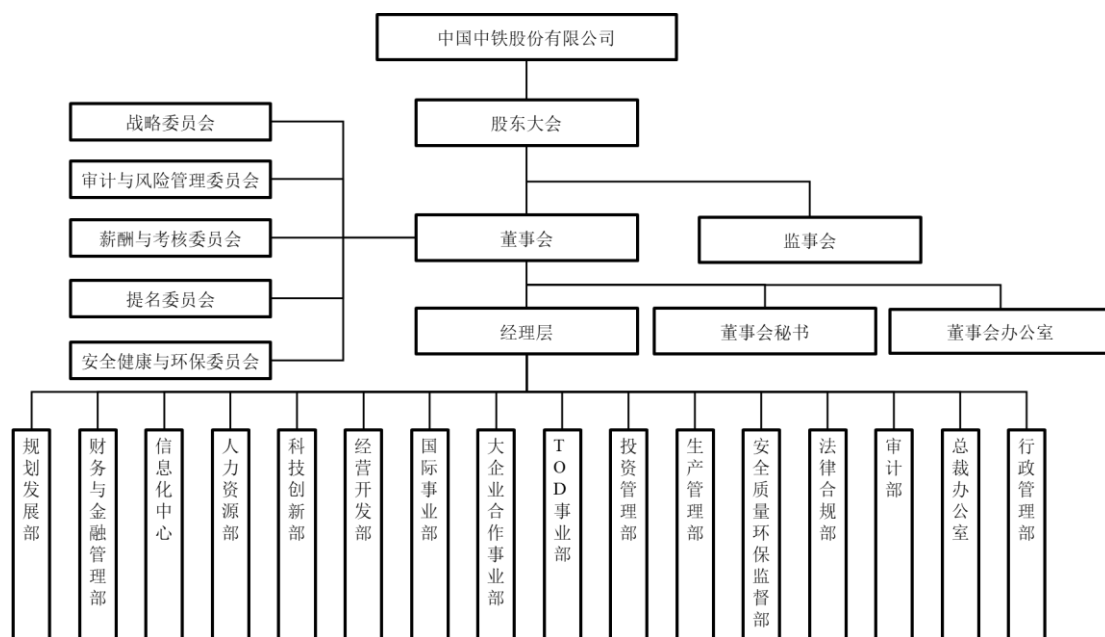 中国中铁股份有限公司
股东大会
战略委员会
审计与风险管理委员会
薪酬与考核委员会
提名委员会
安全健康与环保委员会
董事会
监事会
经理层
董事会秘书
董事会办公室
规划发展部
财务与金融管理部
信息化中心
人力资源部
科技创新部
经营开发部
国际事业部
大企业合作事业部
TOD事业部
投资管理部
生产管理部
安全质量环保监督部
法律合规部
审计部
总裁办公室
行政管理部